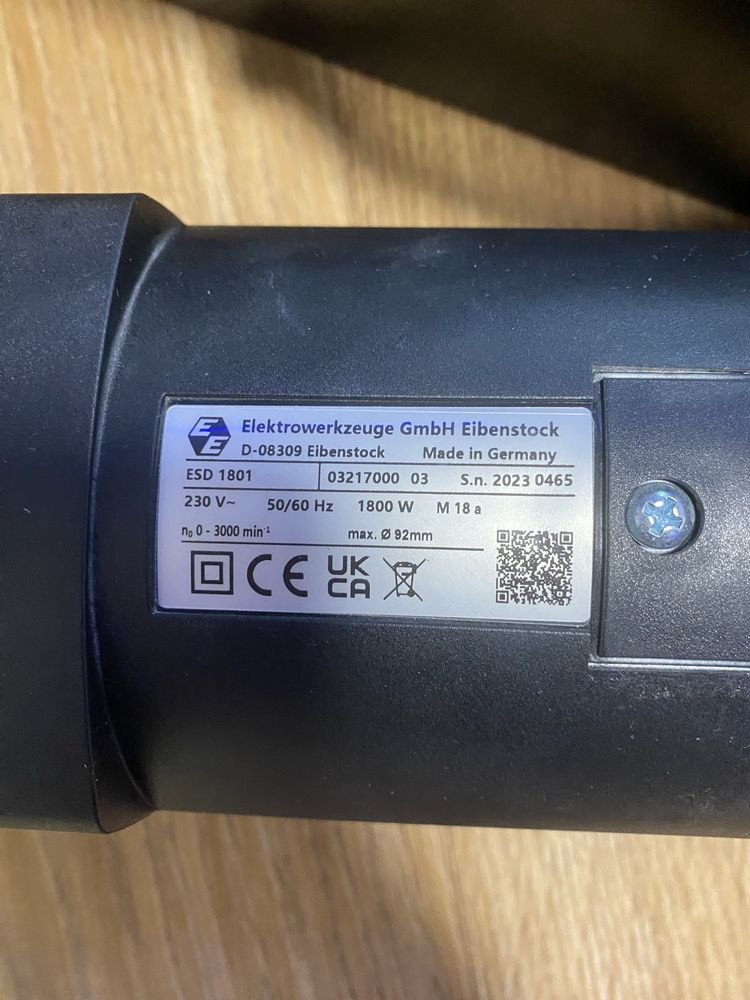 EE
Elektrowerkzeuge GmbH Eibenstock
D-08309 Eibenstock Made in Germany
ESD 1801 03217000 03 S.n. 2023 0465
230 V~ 50/60 Hz 1800 W M 18 a
n₀ 0 - 3000 min⁻¹ max. Ø 92mm
CE UK CA